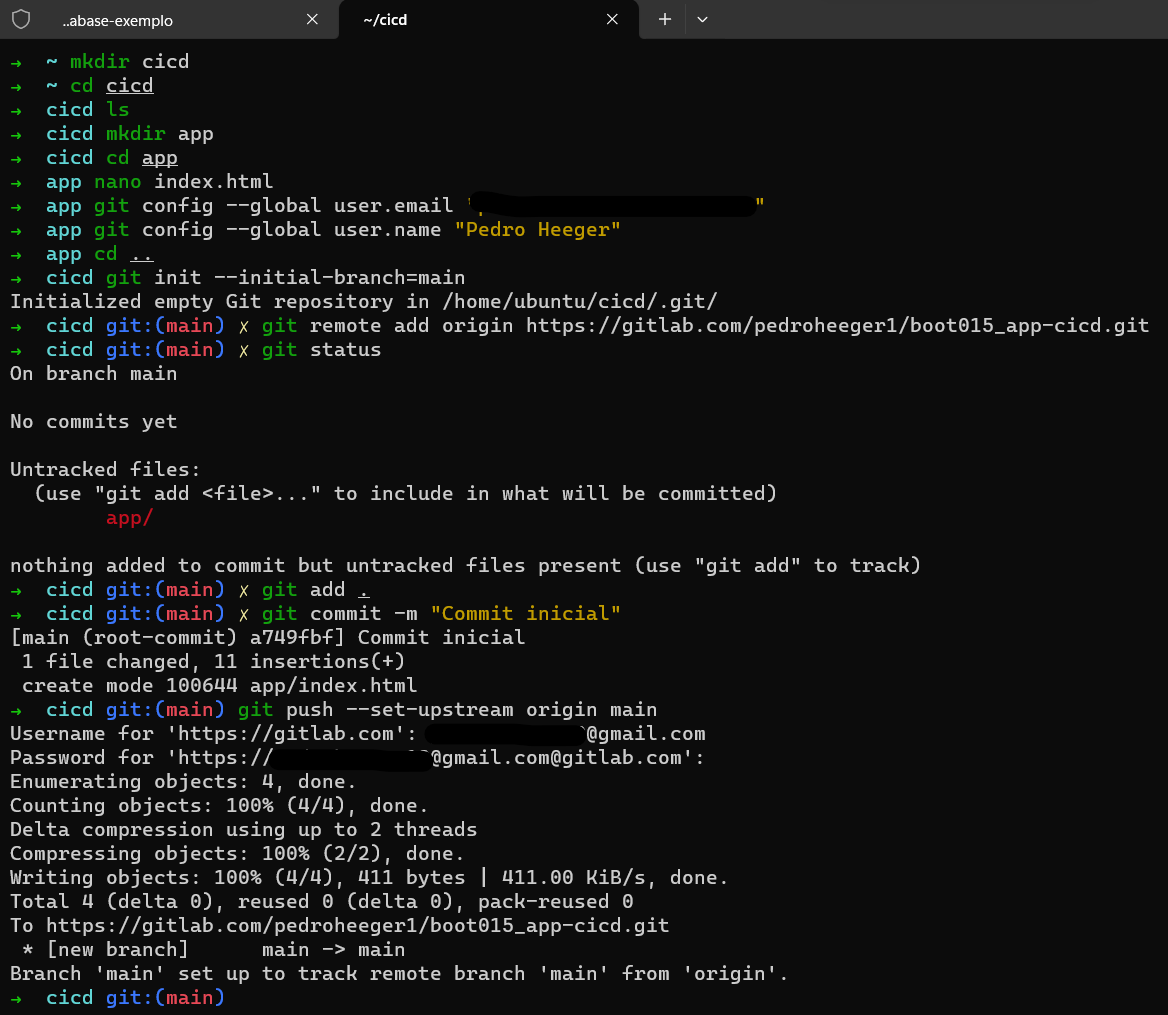 ..abase-exemplo
~/cicd
→ ~ mkdir cicd
→ ~ cd cicd
→ cicd ls
→ cicd mkdir app
→ cicd cd app
→ app nano index.html
→ app git config --global user.email "
→ app git config --global user.name "Pedro Heeger"
→ app cd ..
→ cicd git init --initial-branch=main
Initialized empty Git repository in /home/ubuntu/cicd/.git/
→ cicd git:(main) ✗ git remote add origin https://gitlab.com/pedroheeger1/boot015_app-cicd.git
→ cicd git:(main) ✗ git status
On branch main
No commits yet
Untracked files:
(use "git add <file>..." to include in what will be committed)
app/
nothing added to commit but untracked files present (use "git add" to track)
→ cicd git:(main) ✗ git add .
→ cicd git:(main) ✗ git commit -m "Commit inicial"
[main (root-commit) a749fbf] Commit inicial
1 file changed, 11 insertions(+)
create mode 100644 app/index.html
→ cicd git:(main) git push --set-upstream origin main
Username for 'https://gitlab.com': @gmail.com
Password for 'https:// @gmail.com@gitlab.com':
Enumerating objects: 4, done.
Counting objects: 100% (4/4), done.
Delta compression using up to 2 threads
Compressing objects: 100% (2/2), done.
Writing objects: 100% (4/4), 411 bytes | 411.00 KiB/s, done.
Total 4 (delta 0), reused 0 (delta 0), pack-reused 0
To https://gitlab.com/pedroheeger1/boot015_app-cicd.git
* [new branch] main -> main
Branch 'main' set up to track remote branch 'main' from 'origin'.
→ cicd git:(main)